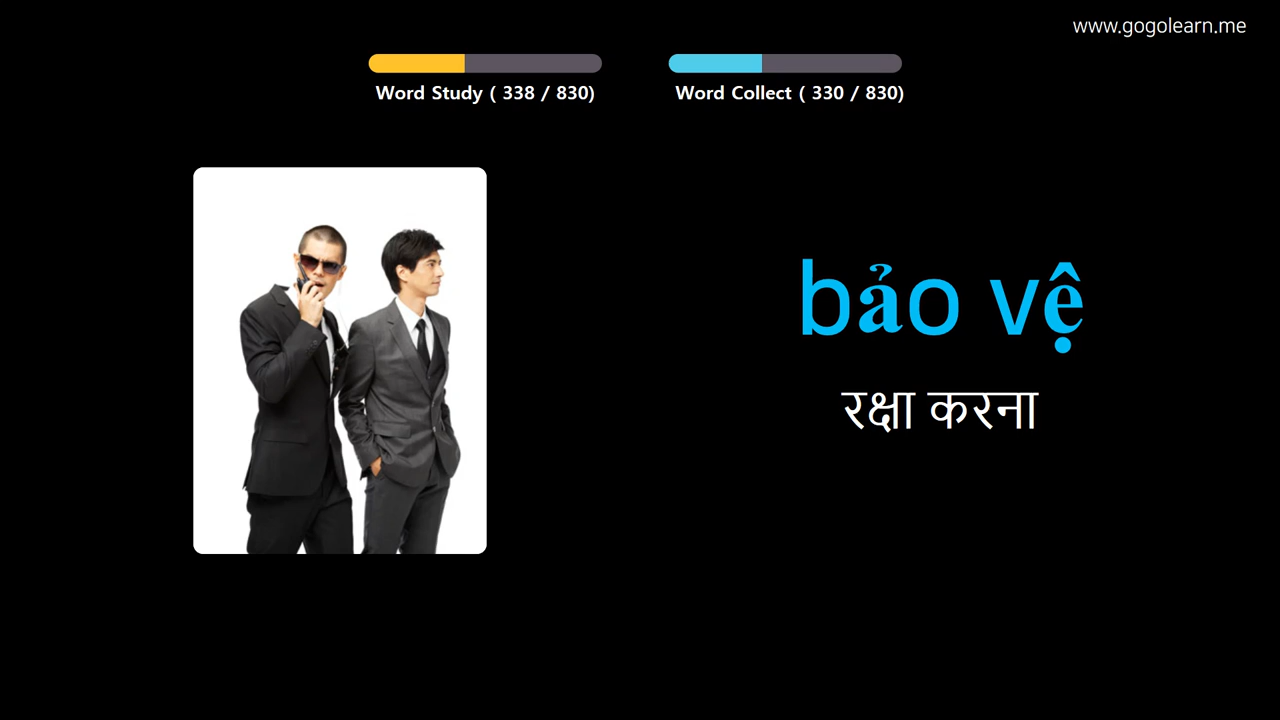 www.gogolearn.me
Word Study ( 338 / 830)
Word Collect ( 330 / 830)
bảo vệ
रक्षा करना